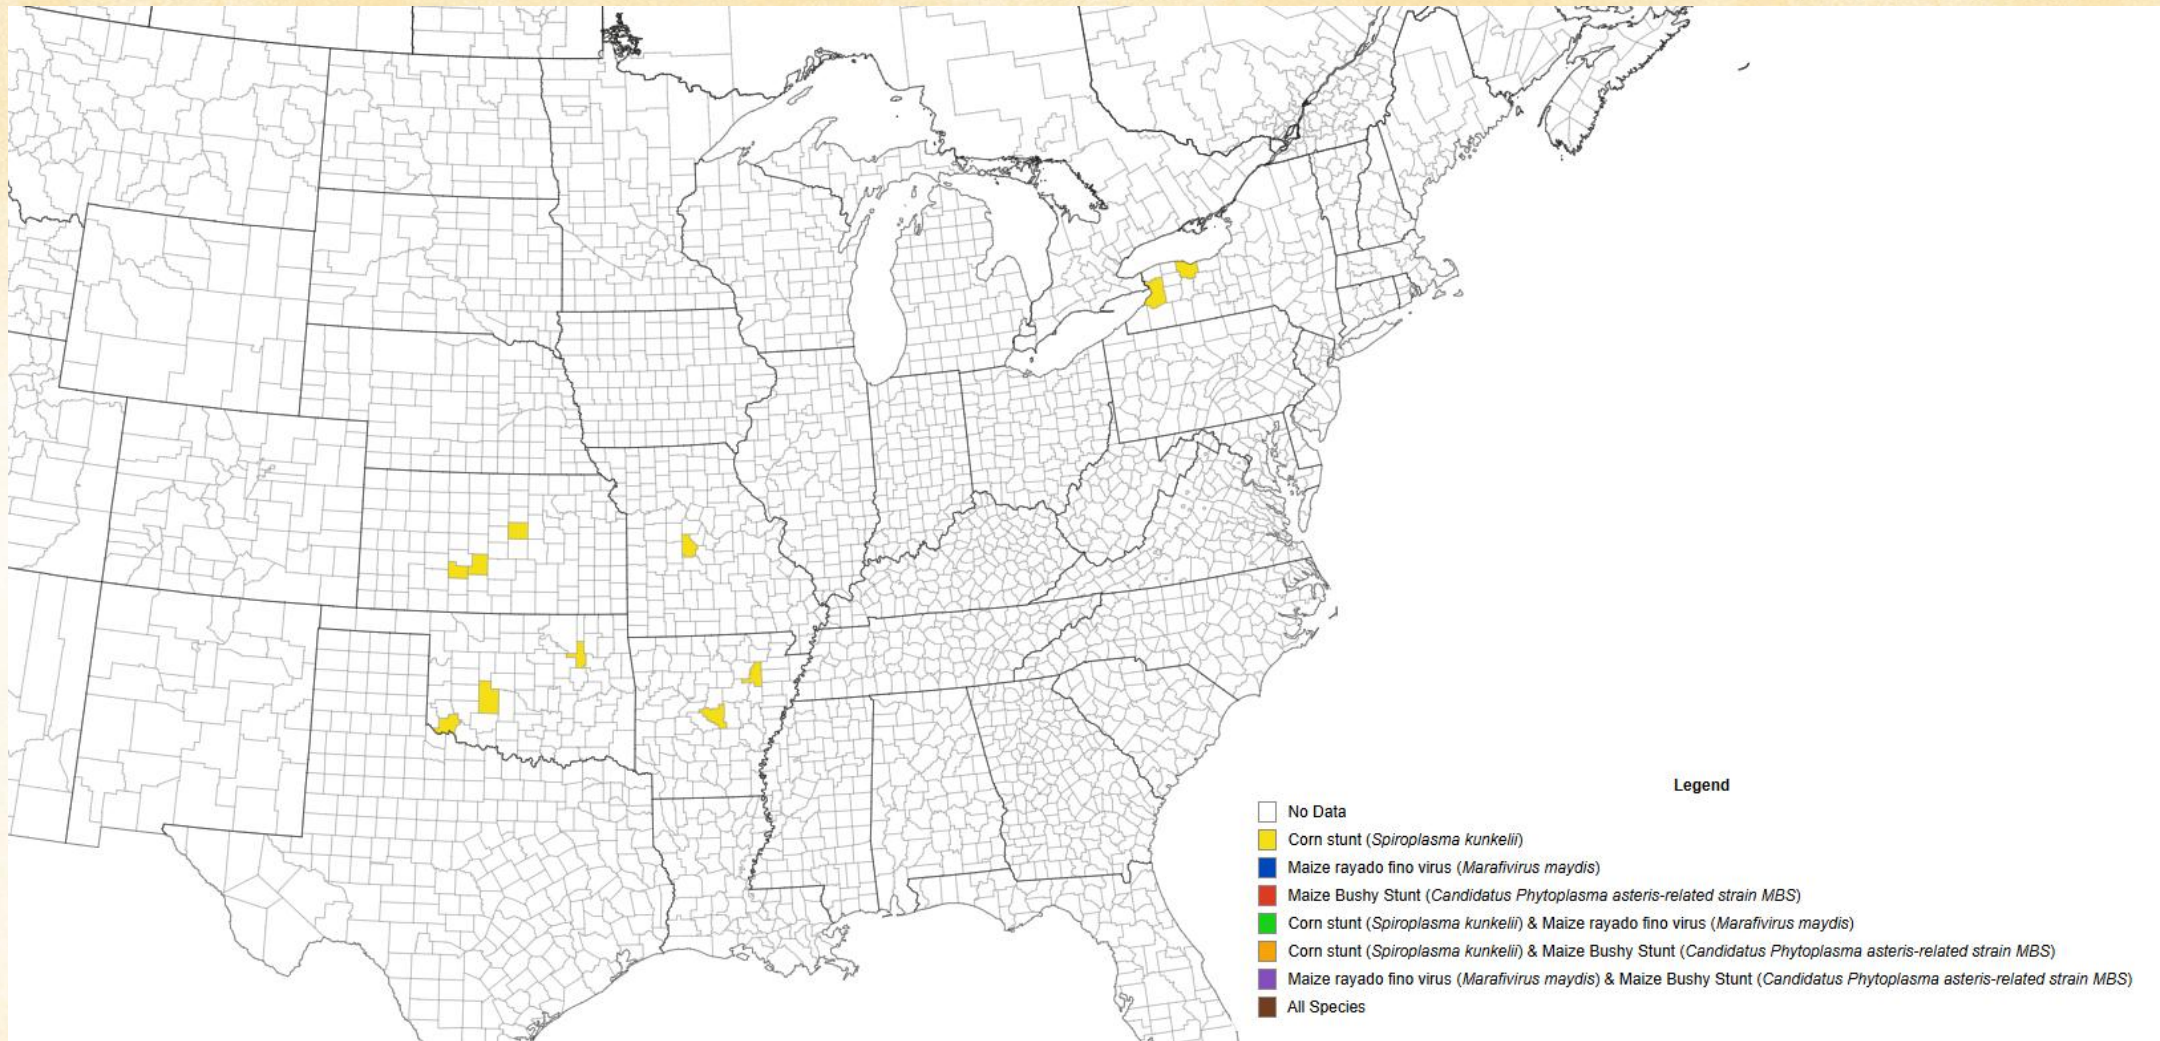 Legend
No Data
Corn stunt (Spiroplasma kunkelii)
Maize rayado fino virus (Marafivirus maydis)
Maize Bushy Stunt (Candidatus Phytoplasma asteris-related strain MBS)
Corn stunt (Spiroplasma kunkelii) & Maize rayado fino virus (Marafivirus maydis)
Corn stunt (Spiroplasma kunkelii) & Maize Bushy Stunt (Candidatus Phytoplasma asteris-related strain MBS)
Maize rayado fino virus (Marafivirus maydis) & Maize Bushy Stunt (Candidatus Phytoplasma asteris-related strain MBS)
All Species